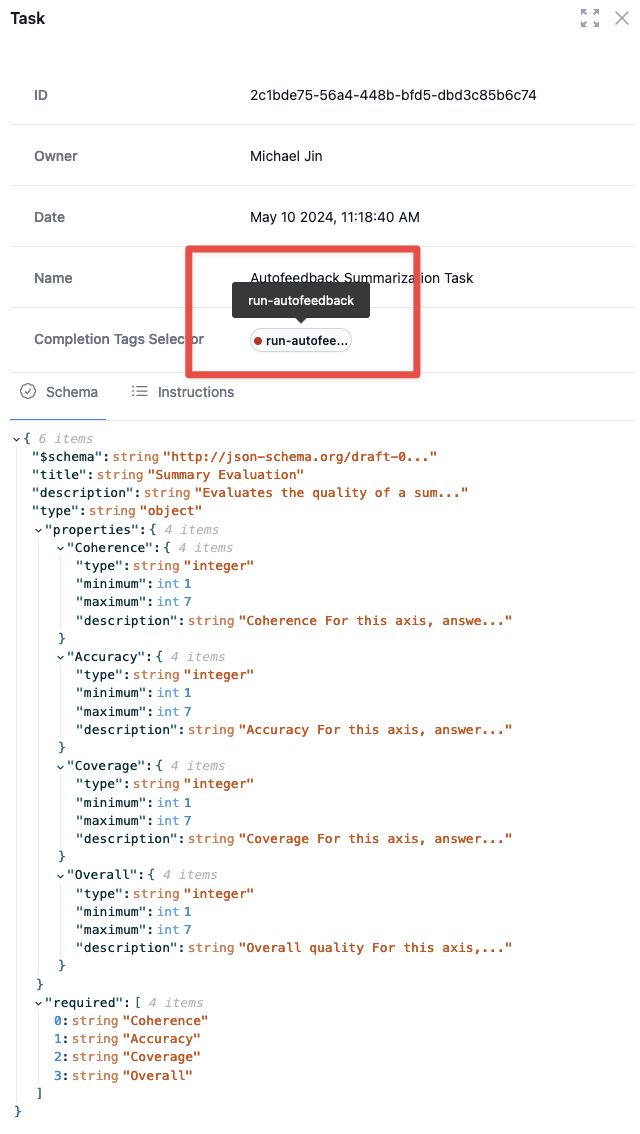 Task
ID 2c1bde75-56a4-448b-bfd5-dbd3c85b6c74
Owner Michael Jin
Date May 10 2024, 11:18:40 AM
Name Autofeedback Summarization Task
run-autofeedback
Completion Tags Selector run-autofee...
Schema Instructions
{ 6 items
"$schema": string "http://json-schema.org/draft-0..."
"title": string "Summary Evaluation"
"description": string "Evaluates the quality of a sum..."
"type": string "object"
"properties": { 4 items
"Coherence": { 4 items
"type": string "integer"
"minimum": int 1
"maximum": int 7
"description": string "Coherence For this axis, answe..."
}
"Accuracy": { 4 items
"type": string "integer"
"minimum": int 1
"maximum": int 7
"description": string "Accuracy For this axis, answer..."
}
"Coverage": { 4 items
"type": string "integer"
"minimum": int 1
"maximum": int 7
"description": string "Coverage For this axis, answer..."
}
"Overall": { 4 items
"type": string "integer"
"minimum": int 1
"maximum": int 7
"description": string "Overall quality For this axis,..."
}
}
"required": [ 4 items
0: string "Coherence"
1: string "Accuracy"
2: string "Coverage"
3: string "Overall"
]
}